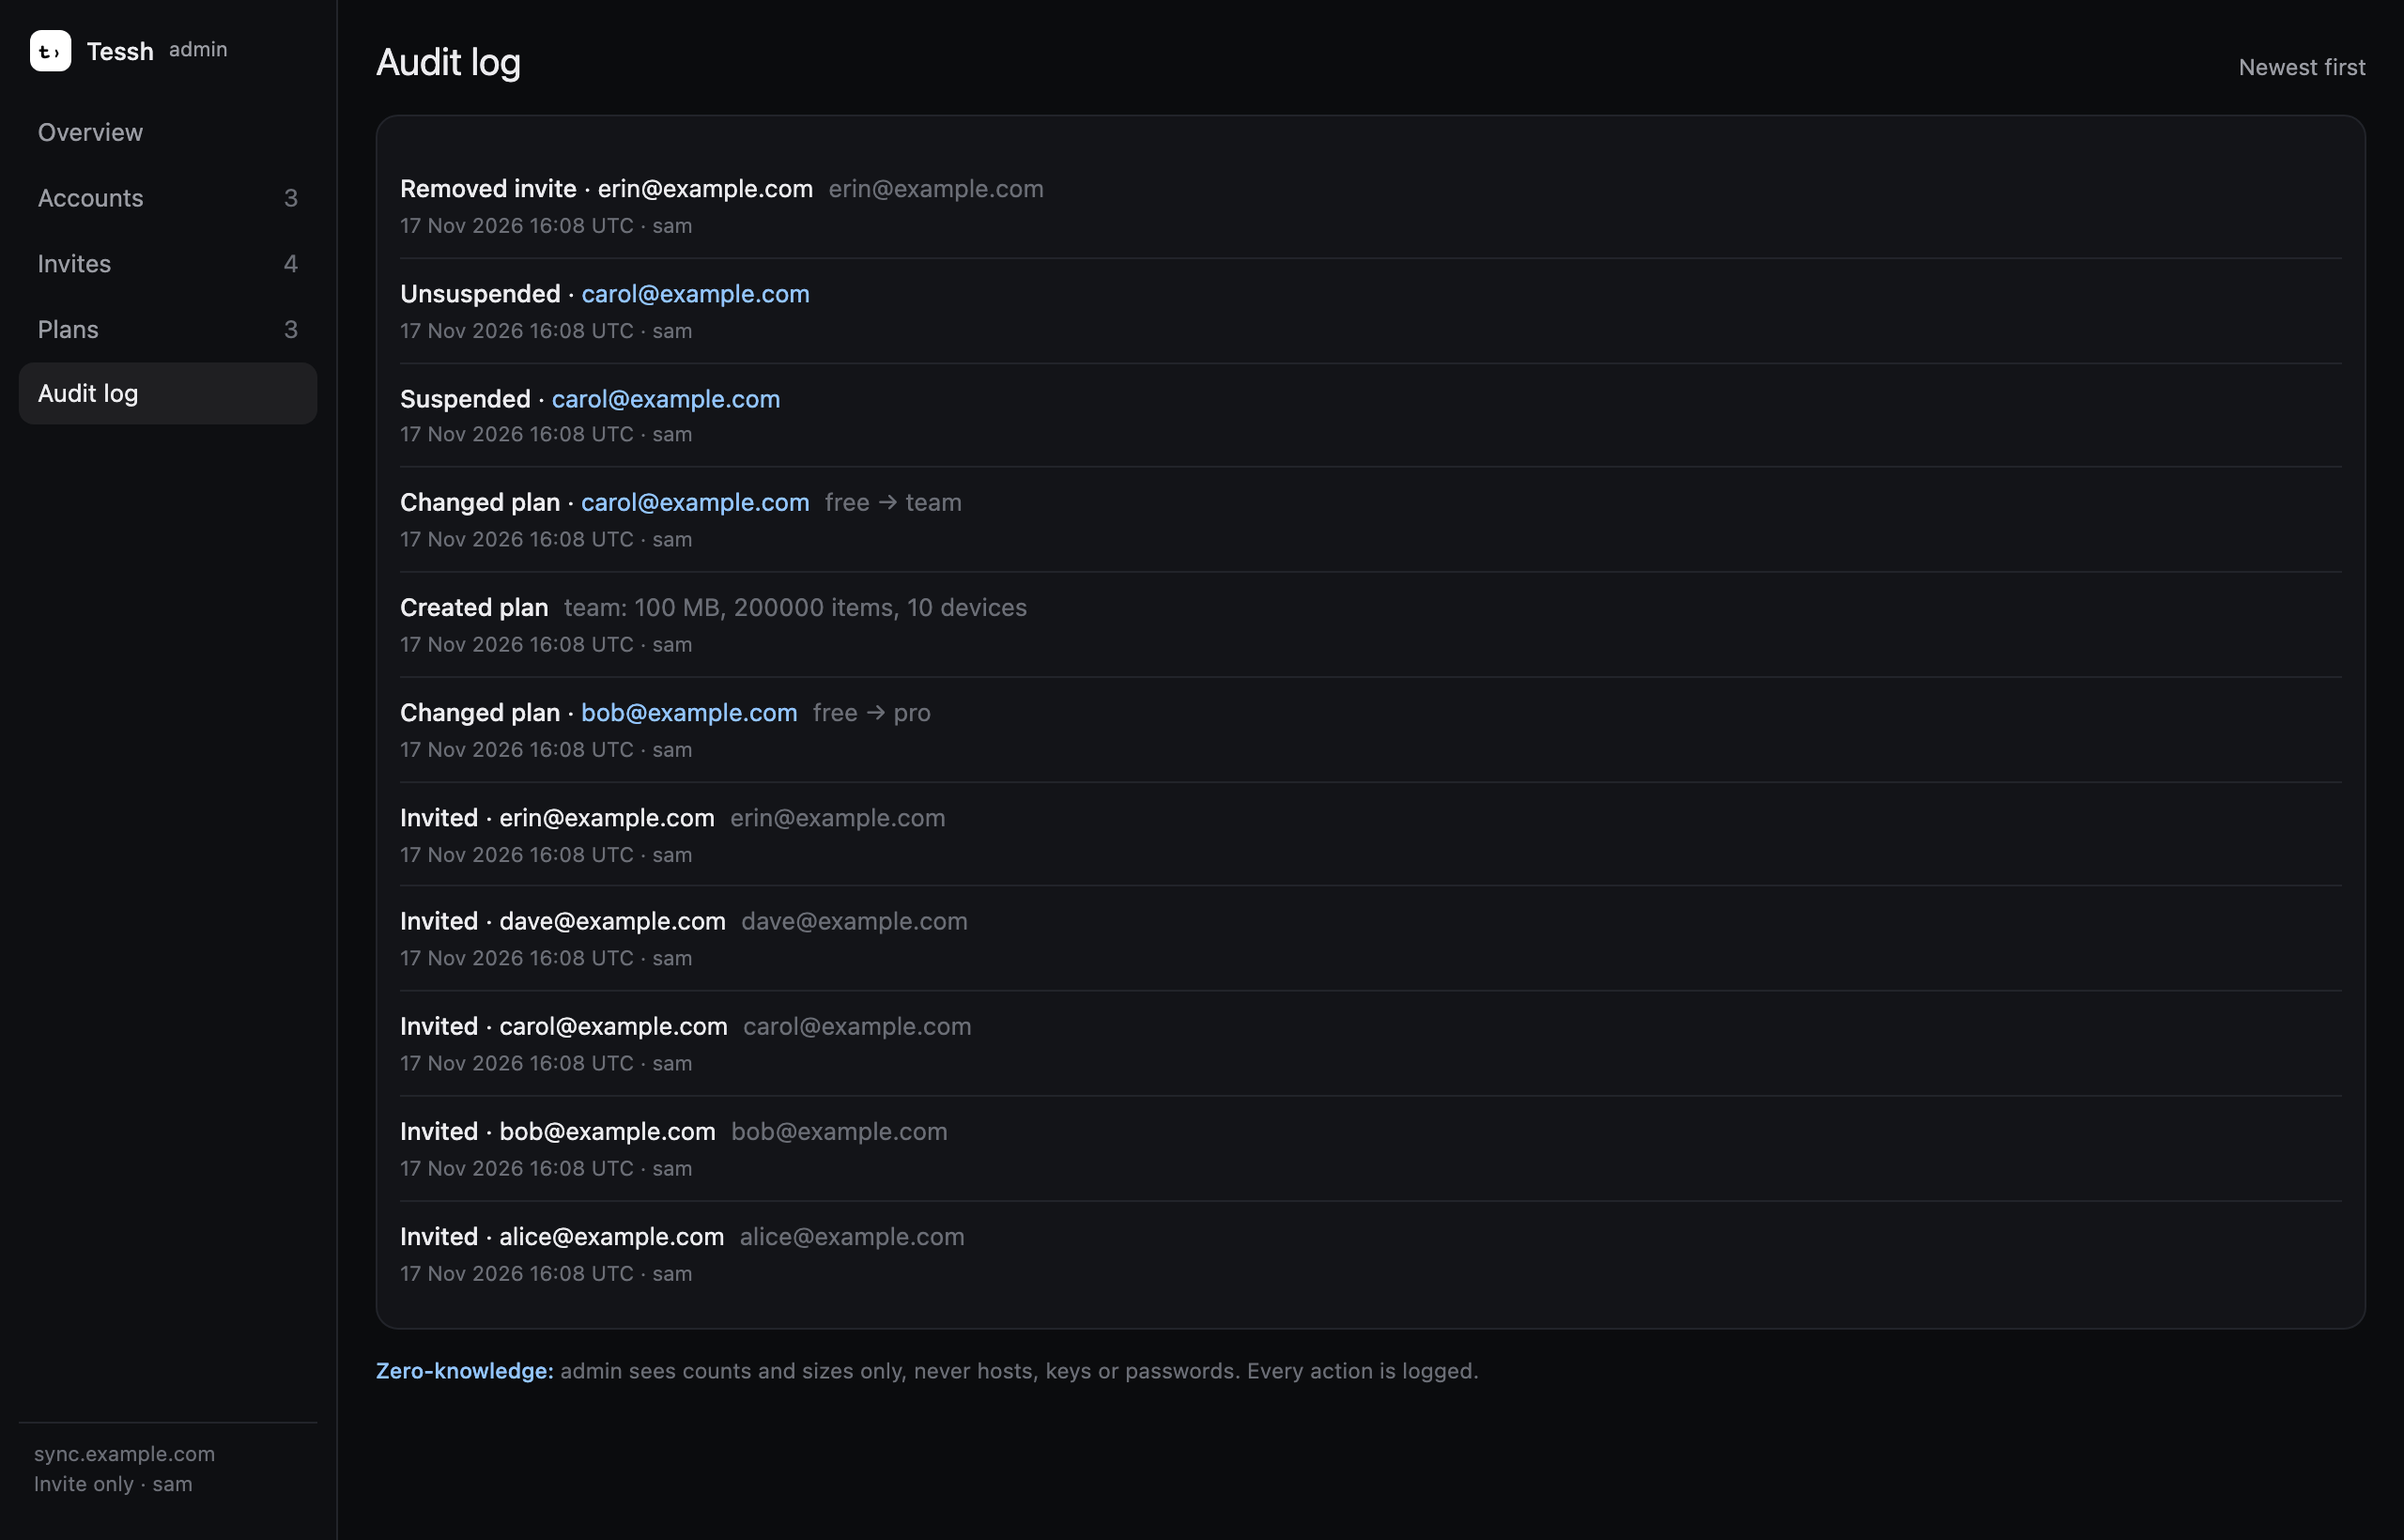 t›
Tessh admin
Overview
Accounts 3
Invites 4
Plans 3
Audit log
sync.example.com
Invite only · sam
Audit log
Newest first
Removed invite · erin@example.com erin@example.com
17 Nov 2026 16:08 UTC · sam
Unsuspended · carol@example.com
17 Nov 2026 16:08 UTC · sam
Suspended · carol@example.com
17 Nov 2026 16:08 UTC · sam
Changed plan · carol@example.com free → team
17 Nov 2026 16:08 UTC · sam
Created plan team: 100 MB, 200000 items, 10 devices
17 Nov 2026 16:08 UTC · sam
Changed plan · bob@example.com free → pro
17 Nov 2026 16:08 UTC · sam
Invited · erin@example.com erin@example.com
17 Nov 2026 16:08 UTC · sam
Invited · dave@example.com dave@example.com
17 Nov 2026 16:08 UTC · sam
Invited · carol@example.com carol@example.com
17 Nov 2026 16:08 UTC · sam
Invited · bob@example.com bob@example.com
17 Nov 2026 16:08 UTC · sam
Invited · alice@example.com alice@example.com
17 Nov 2026 16:08 UTC · sam
Zero-knowledge: admin sees counts and sizes only, never hosts, keys or passwords. Every action is logged.